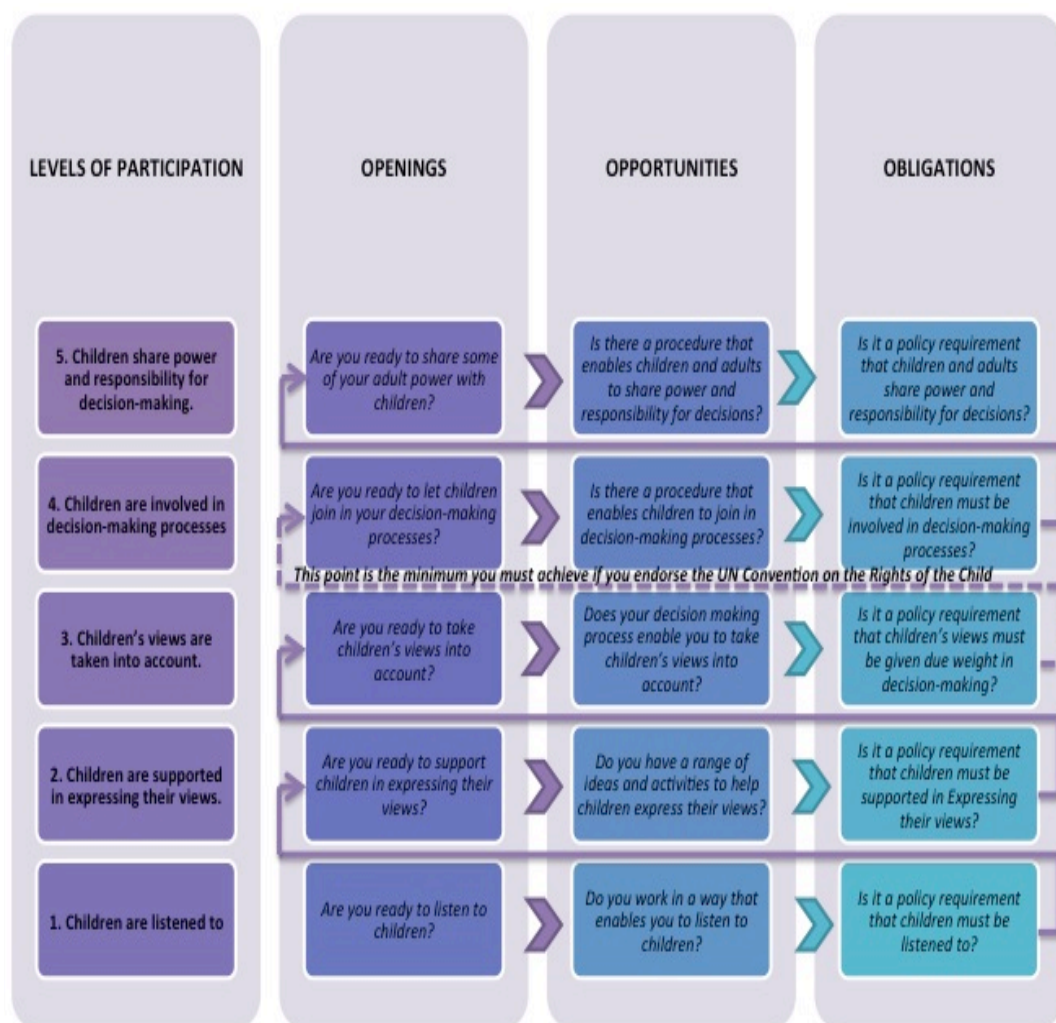 LEVELS OF PARTICIPATION
OPENINGS
OPPORTUNITIES
OBLIGATIONS
5. Children share power
and responsibility for
decision-making.
Are you ready to share some
of your adult power with
children?
Is there a procedure that
enables children and adults
to share power and
responsibility for decisions?
Is it a policy requirement
that children and adults
share power and
responsibility for decisions?
4. Children are involved in
decision-making processes
Are you ready to let children
join in your decision-making
processes?
Is there a procedure that
enables children to join in
decision-making processes?
Is it a policy requirement
that children must be
involved in decision-making
processes?
This point is the minimum you must achieve if you endorse the UN Convention on the Rights of the Child
3. Children's views are
taken into account.
Are you ready to take
children's views into
account?
Does your decision making
process enable you to take
children's views into
account?
Is it a policy requirement
that children's views must
be given due weight in
decision-making?
2. Children are supported
in expressing their views.
Are you ready to support
children in expressing their
views?
Do you have a range of
ideas and activities to help
children express their views?
Is it a policy requirement
that children must be
supported in Expressing
their views?
1. Children are listened to
Are you ready to listen to
children?
Do you work in a way that
enables you to listen to
children?
Is it a policy requirement
that children must be
listened to?